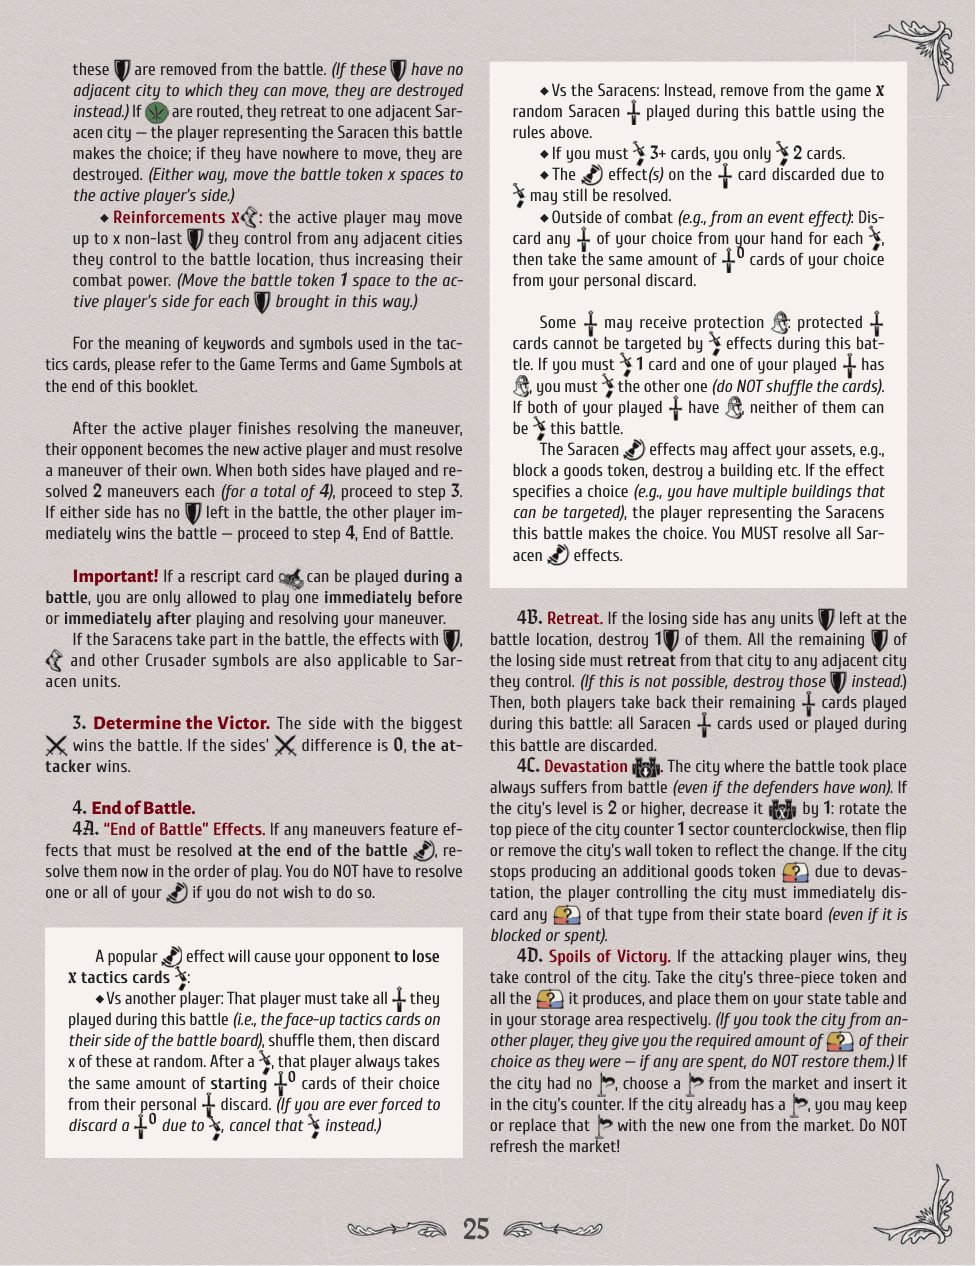 these are removed from the battle. (If these have no
adjacent city to which they can move, they are destroyed
instead.) If are routed, they retreat to one adjacent Sar-
acen city — the player representing the Saracen this battle
makes the choice; if they have nowhere to move, they are
destroyed. (Either way, move the battle token x spaces to
the active player's side.)
◆ Reinforcements X : the active player may move
up to x non-last they control from any adjacent cities
they control to the battle location, thus increasing their
combat power. (Move the battle token 1 space to the ac-
tive player's side for each brought in this way.)
For the meaning of keywords and symbols used in the tac-
tics cards, please refer to the Game Terms and Game Symbols at
the end of this booklet.
After the active player finishes resolving the maneuver,
their opponent becomes the new active player and must resolve
a maneuver of their own. When both sides have played and re-
solved 2 maneuvers each (for a total of 4), proceed to step 3.
If either side has no left in the battle, the other player im-
mediately wins the battle — proceed to step 4, End of Battle.
Important! If a rescript card can be played during a
battle, you are only allowed to play one immediately before
or immediately after playing and resolving your maneuver.
If the Saracens take part in the battle, the effects with ,
and other Crusader symbols are also applicable to Sar-
acen units.
3. Determine the Victor. The side with the biggest
wins the battle. If the sides' difference is 0, the at-
tacker wins.
4. End of Battle.
4A. "End of Battle" Effects. If any maneuvers feature ef-
fects that must be resolved at the end of the battle , re-
solve them now in the order of play. You do NOT have to resolve
one or all of your if you do not wish to do so.
A popular effect will cause your opponent to lose
X tactics cards :
◆ Vs another player: That player must take all they
played during this battle (i.e., the face-up tactics cards on
their side of the battle board), shuffle them, then discard
x of these at random. After a , that player always takes
the same amount of starting 0 cards of their choice
from their personal discard. (If you are ever forced to
discard a 0 due to , cancel that instead.)
◆ Vs the Saracens: Instead, remove from the game X
random Saracen played during this battle using the
rules above.
◆ If you must 3+ cards, you only 2 cards.
◆ The effect(s) on the card discarded due to
may still be resolved.
◆ Outside of combat (e.g., from an event effect): Dis-
card any of your choice from your hand for each ,
then take the same amount of 0 cards of your choice
from your personal discard.
Some may receive protection : protected
cards cannot be targeted by effects during this bat-
tle. If you must 1 card and one of your played has
, you must the other one (do NOT shuffle the cards).
If both of your played have , neither of them can
be this battle.
The Saracen effects may affect your assets, e.g.,
block a goods token, destroy a building etc. If the effect
specifies a choice (e.g., you have multiple buildings that
can be targeted), the player representing the Saracens
this battle makes the choice. You MUST resolve all Sar-
acen effects.
4B. Retreat. If the losing side has any units left at the
battle location, destroy 1 of them. All the remaining of
the losing side must retreat from that city to any adjacent city
they control. (If this is not possible, destroy those instead.)
Then, both players take back their remaining cards played
during this battle: all Saracen cards used or played during
this battle are discarded.
4C. Devastation . The city where the battle took place
always suffers from battle (even if the defenders have won). If
the city's level is 2 or higher, decrease it X by 1: rotate the
top piece of the city counter 1 sector counterclockwise, then flip
or remove the city's wall token to reflect the change. If the city
stops producing an additional goods token ? due to devas-
tation, the player controlling the city must immediately dis-
card any ? of that type from their state board (even if it is
blocked or spent).
4D. Spoils of Victory. If the attacking player wins, they
take control of the city. Take the city's three-piece token and
all the ? it produces, and place them on your state table and
in your storage area respectively. (If you took the city from an-
other player, they give you the required amount of ? of their
choice as they were — if any are spent, do NOT restore them.) If
the city had no , choose a from the market and insert it
in the city's counter. If the city already has a , you may keep
or replace that with the new one from the market. Do NOT
refresh the market!
25